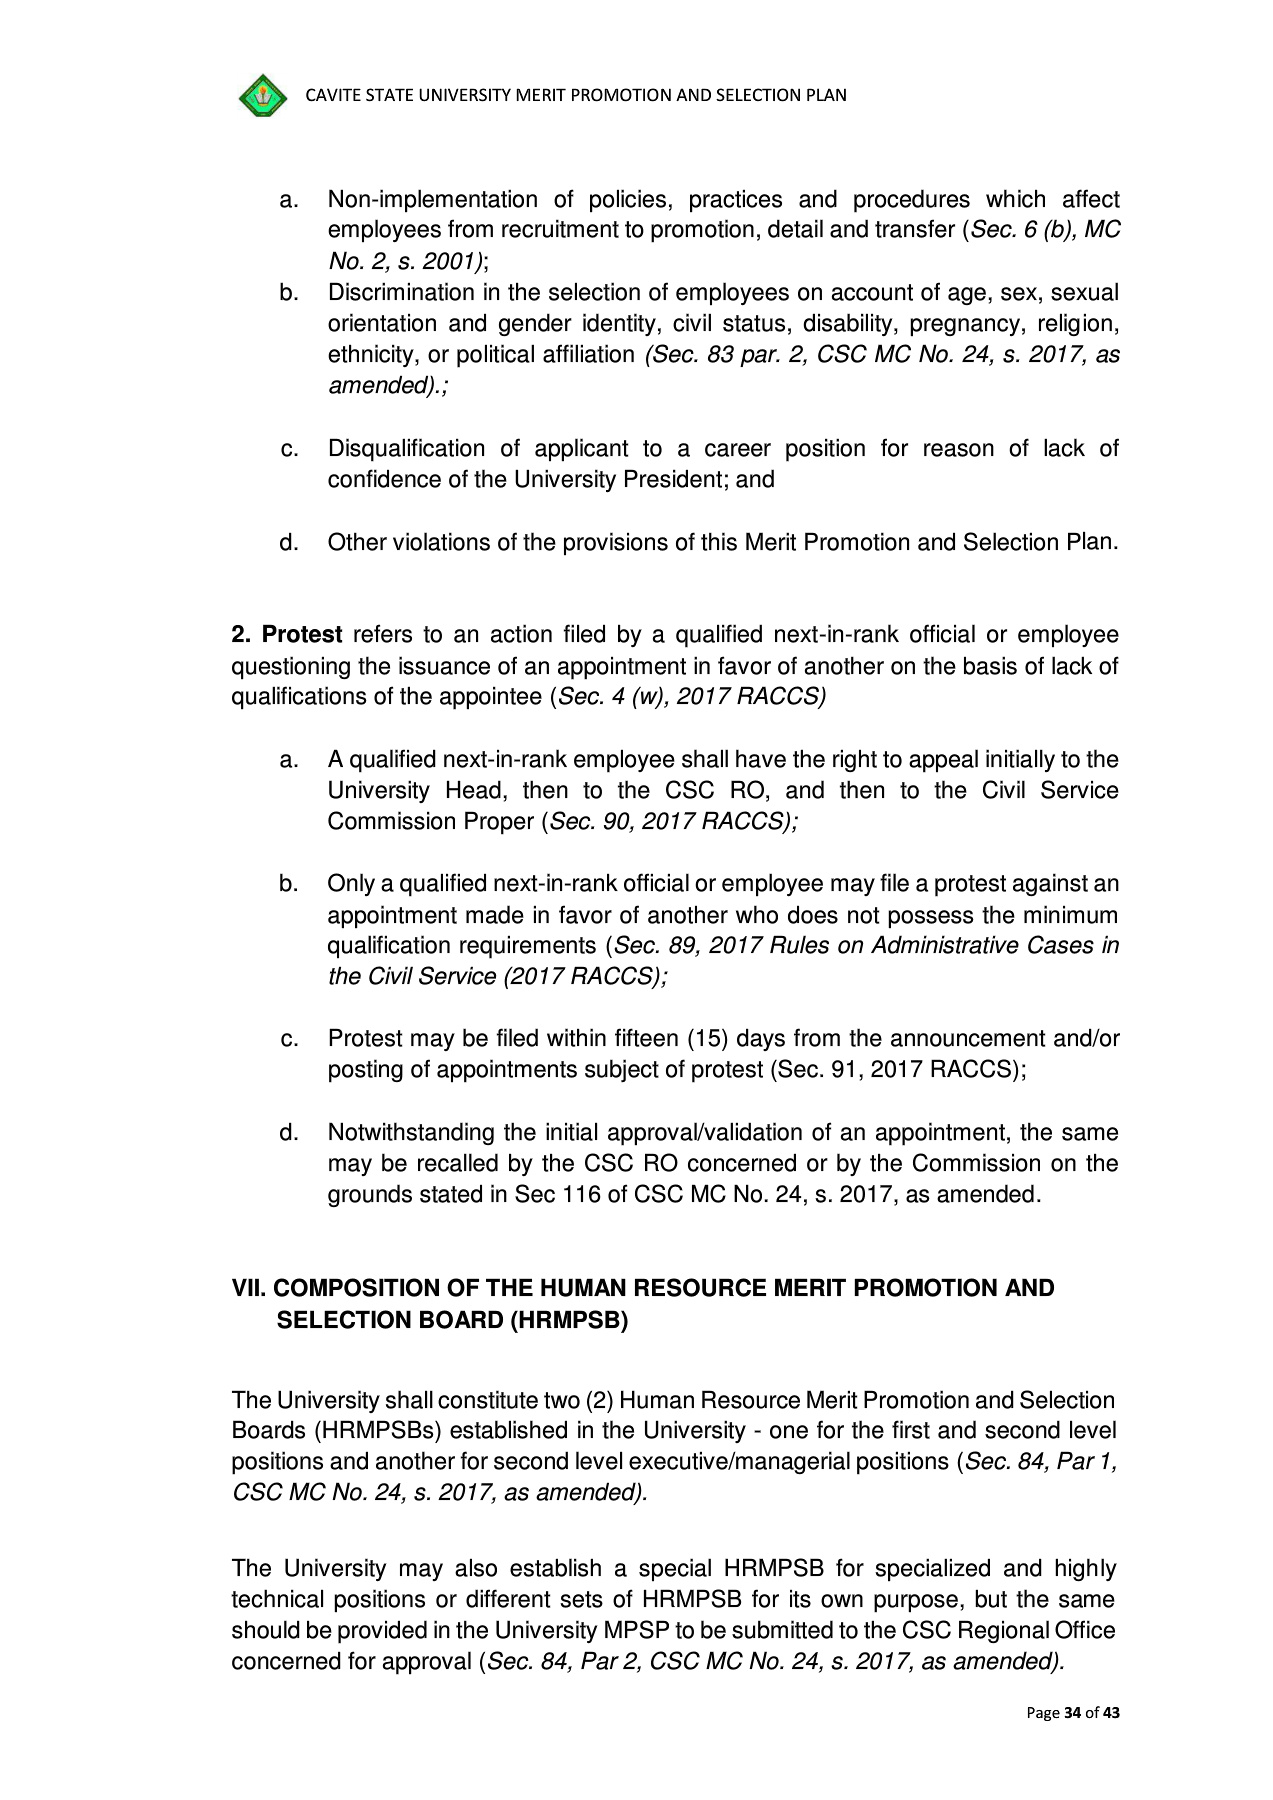 CAVITE STATE UNIVERSITY MERIT PROMOTION AND SELECTION PLAN
a. Non-implementation of policies, practices and procedures which affect
employees from recruitment to promotion, detail and transfer (Sec. 6 (b), MC
No. 2, s. 2001);
b. Discrimination in the selection of employees on account of age, sex, sexual
orientation and gender identity, civil status, disability, pregnancy, religion,
ethnicity, or political affiliation (Sec. 83 par. 2, CSC MC No. 24, s. 2017, as
amended).;
c. Disqualification of applicant to a career position for reason of lack of
confidence of the University President; and
d. Other violations of the provisions of this Merit Promotion and Selection Plan.
2. Protest refers to an action filed by a qualified next-in-rank official or employee
questioning the issuance of an appointment in favor of another on the basis of lack of
qualifications of the appointee (Sec. 4 (w), 2017 RACCS)
a. A qualified next-in-rank employee shall have the right to appeal initially to the
University Head, then to the CSC RO, and then to the Civil Service
Commission Proper (Sec. 90, 2017 RACCS);
b. Only a qualified next-in-rank official or employee may file a protest against an
appointment made in favor of another who does not possess the minimum
qualification requirements (Sec. 89, 2017 Rules on Administrative Cases in
the Civil Service (2017 RACCS);
c. Protest may be filed within fifteen (15) days from the announcement and/or
posting of appointments subject of protest (Sec. 91, 2017 RACCS);
d. Notwithstanding the initial approval/validation of an appointment, the same
may be recalled by the CSC RO concerned or by the Commission on the
grounds stated in Sec 116 of CSC MC No. 24, s. 2017, as amended.
VII. COMPOSITION OF THE HUMAN RESOURCE MERIT PROMOTION AND
SELECTION BOARD (HRMPSB)
The University shall constitute two (2) Human Resource Merit Promotion and Selection
Boards (HRMPSBs) established in the University - one for the first and second level
positions and another for second level executive/managerial positions (Sec. 84, Par 1,
CSC MC No. 24, s. 2017, as amended).
The University may also establish a special HRMPSB for specialized and highly
technical positions or different sets of HRMPSB for its own purpose, but the same
should be provided in the University MPSP to be submitted to the CSC Regional Office
concerned for approval (Sec. 84, Par 2, CSC MC No. 24, s. 2017, as amended).
Page 34 of 43